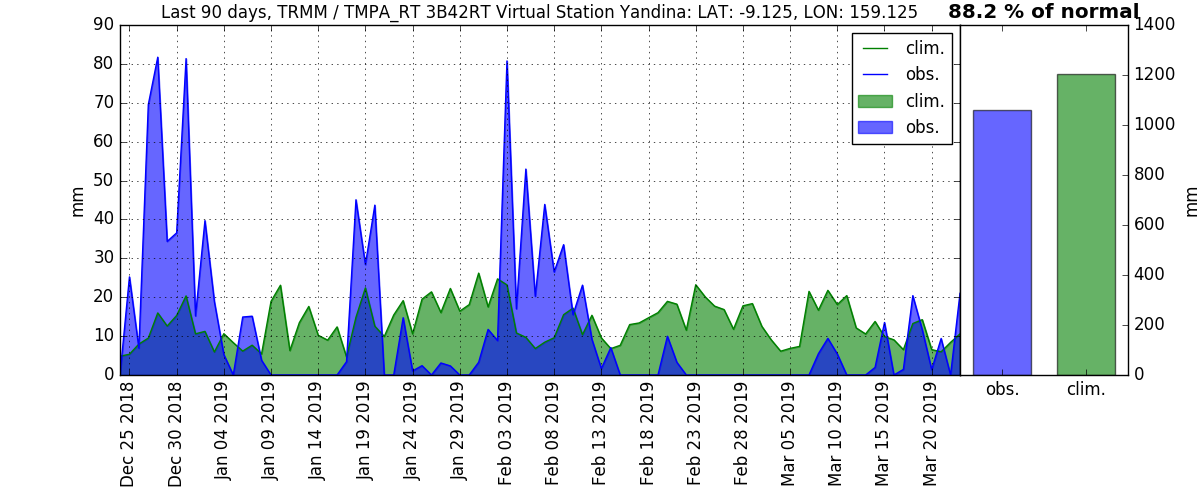 Last 90 days, TRMM / TMPA_RT 3B42RT Virtual Station Yandina: LAT: -9.125, LON: 159.125
88.2 % of normal
90
80
70
60
50
40
30
20
10
0
mm
clim.
obs.
clim.
obs.
1400
1200
1000
800
600
400
200
0
mm
obs.
clim.
Dec 25 2018
Dec 30 2018
Jan 04 2019
Jan 09 2019
Jan 14 2019
Jan 19 2019
Jan 24 2019
Jan 29 2019
Feb 03 2019
Feb 08 2019
Feb 13 2019
Feb 18 2019
Feb 23 2019
Feb 28 2019
Mar 05 2019
Mar 10 2019
Mar 15 2019
Mar 20 2019